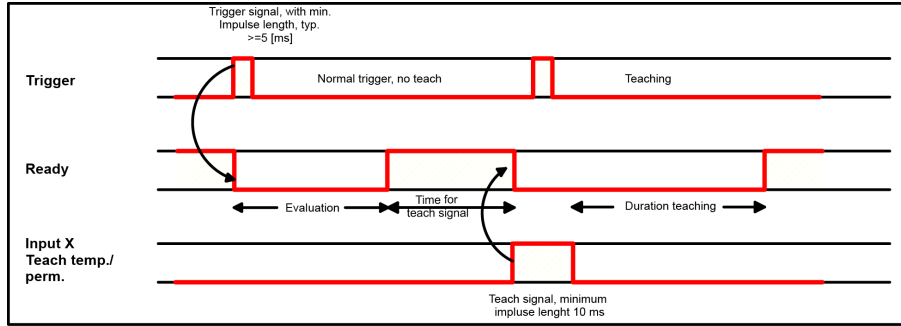 Trigger signal, with min.
Impulse length, typ.
>=5 [ms]
Trigger
Normal trigger, no teach
Teaching
Ready
Evaluation
Time for
teach signal
Duration teaching
Input X
Teach temp./
perm.
Teach signal, minimum
impluse lenght 10 ms